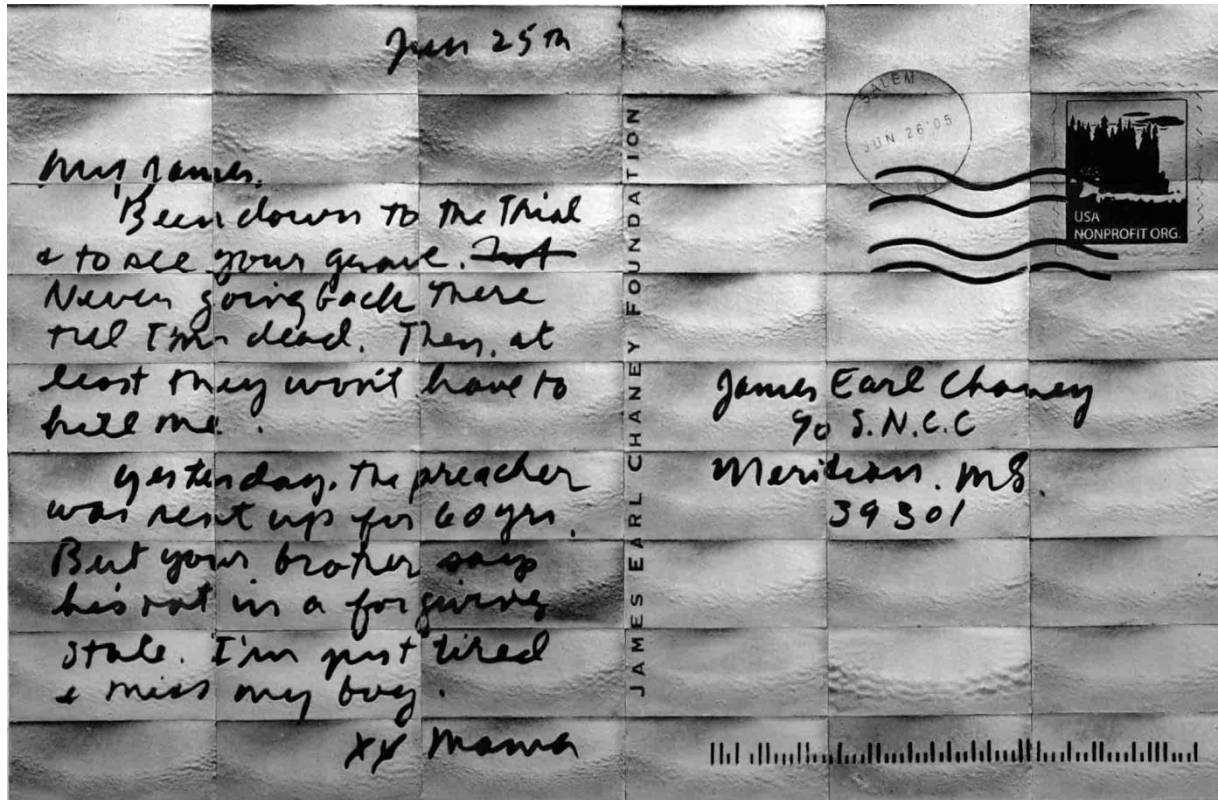 Jun 25th
My James,
Been down to the Trial
& to see your grave.
Never going back there
till I'm dead. Then, at
least they won't have to
kill me.
Yesterday, the preacher
was sent up for 60 yrs.
But your brother says
he's not in a forgiving
state. I'm just tired
& miss my boy.
XX Mama
JAMES EARL CHANEY FOUNDATION
SALEM
JUN 26'05
USA
NONPROFIT ORG.
James Earl Chaney
c/o S.N.C.C
Meridian, MS.
39301